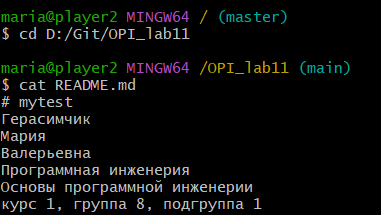 maria@player2 MINGW64 / (master)
$ cd D:/Git/OPI_lab11
maria@player2 MINGW64 /OPI_lab11 (main)
$ cat README.md
# mytest
Герасимчик
Мария
Валерьевна
Программная инженерия
Основы программной инженерии
курс 1, группа 8, подгруппа 1